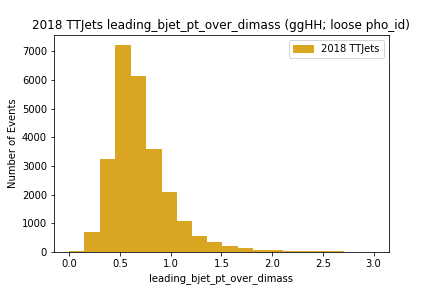 2018 TTJets leading_bjet_pt_over_dimass (ggHH; loose pho_id)
2018 TTJets
Number of Events
7000
6000
5000
4000
3000
2000
1000
0
0.0 0.5 1.0 1.5 2.0 2.5 3.0
leading_bjet_pt_over_dimass